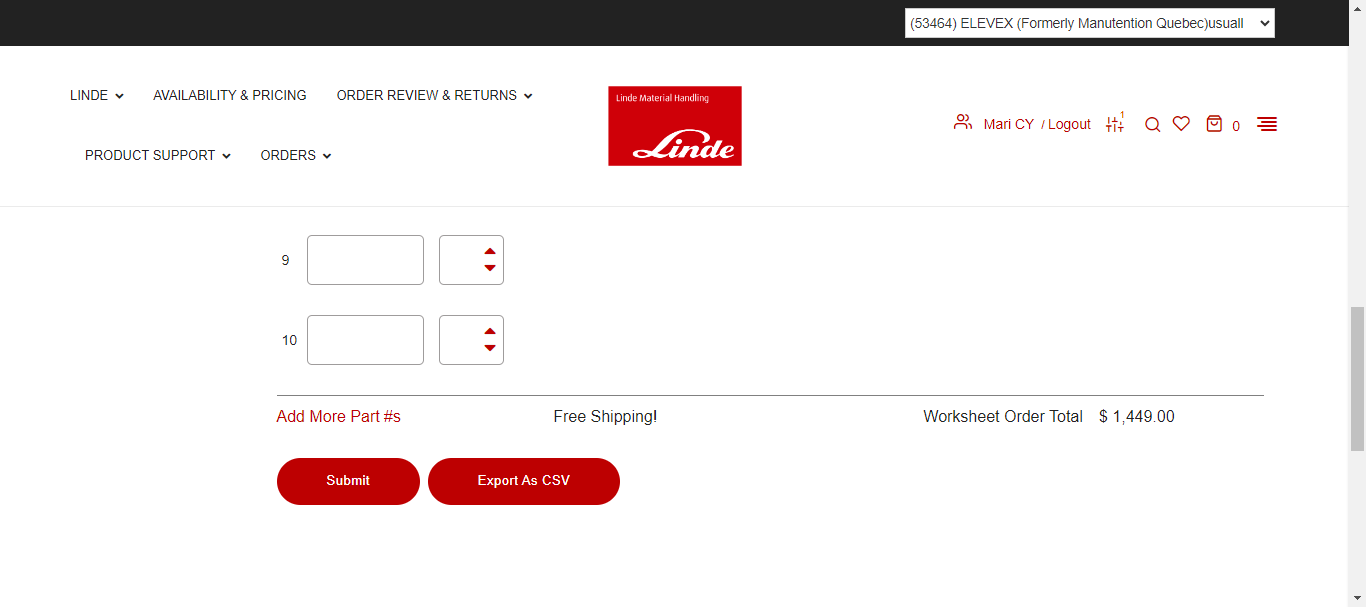 (53464) ELEVEX (Formerly Manutention Quebec)usuall
LINDE
AVAILABILITY & PRICING
ORDER REVIEW & RETURNS
PRODUCT SUPPORT
ORDERS
Linde Material Handling
Linde
Mari CY / Logout
1
0
9
10
Add More Part #s
Free Shipping!
Worksheet Order Total $ 1,449.00
Submit
Export As CSV